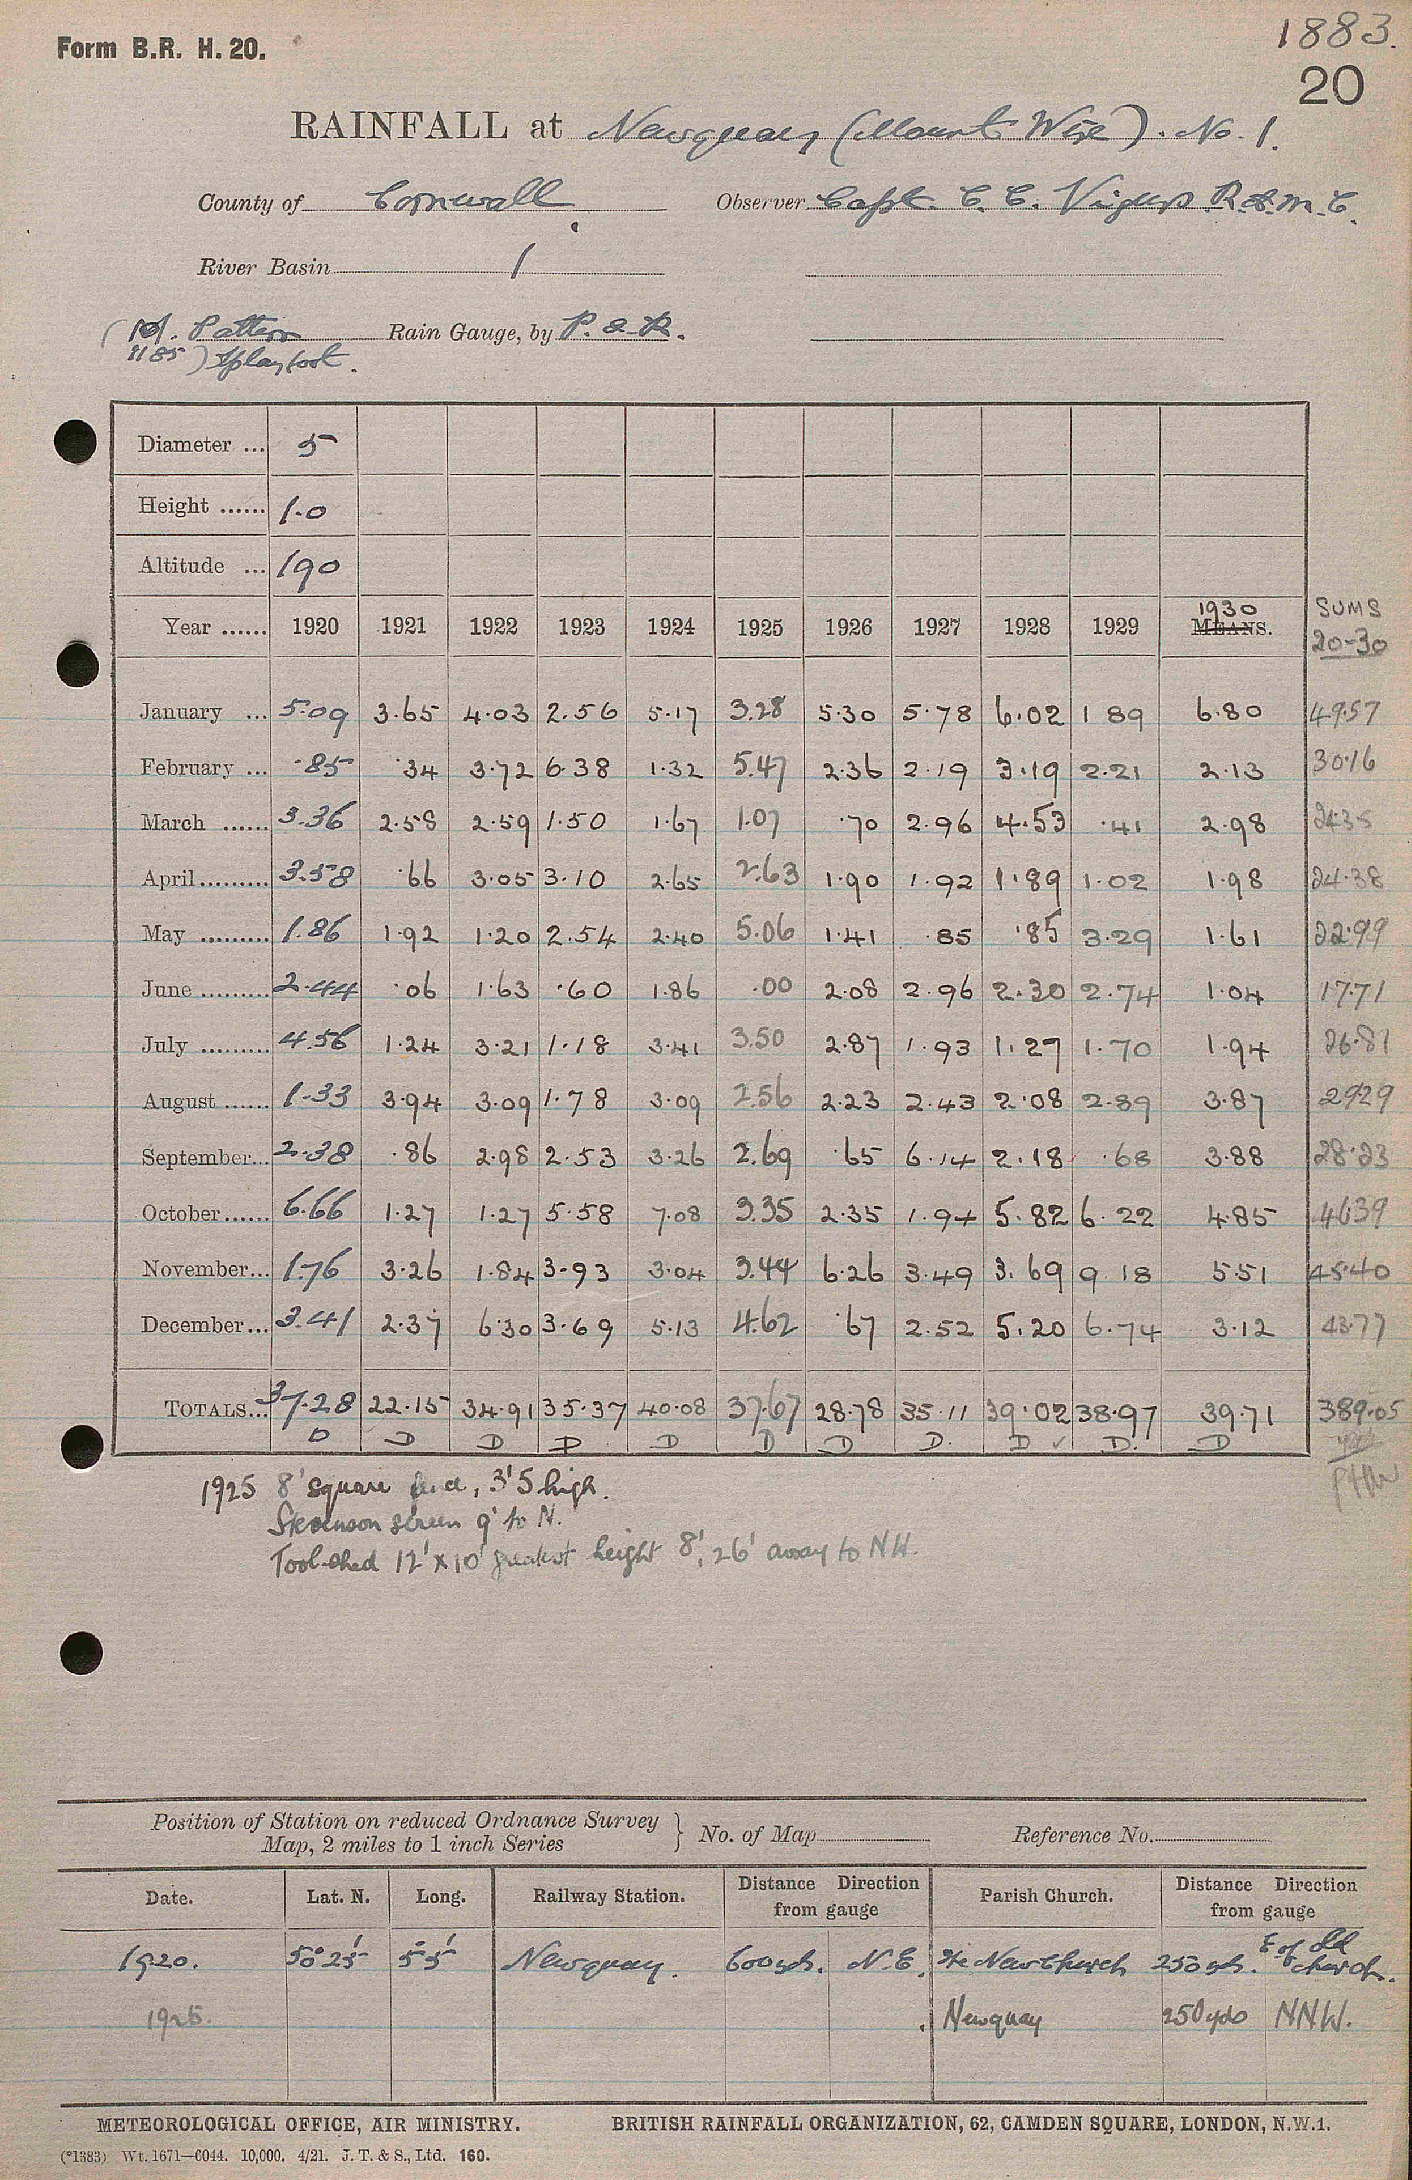 Form B.R. H. 20.
1883.
20
RAINFALL at Newquay (Mount Wise). No. 1.
County of Cornwall. Observer Capt. C. C. Vigurs R.A.M.C.
River Basin 1
(M. Pattern Rain Gauge, by P. & R.
1185) Splayfoot.
Diameter ... 5
Height ...... 1.0
Altitude ... 190
Year ...... 1920 1921 1922 1923 1924 1925 1926 1927 1928 1929 1930 MEANS. SUMS 20-30
January ... 5.09 3.65 4.03 2.56 5.17 3.28 5.30 5.78 6.02 1 89 6.80 49.57
February ... .85 .34 3.72 6.38 1.32 5.47 2.36 2.19 3.19 2.21 2.13 30.16
March ...... 3.36 2.58 2.59 1.50 1.67 1.07 .70 2.96 4.53 .41 2.98 24.35
April ......... 3.58 .66 3.05 3.10 2.65 2.63 1.90 1.92 1.89 1.02 1.98 24.38
May ......... 1.86 1.92 1.20 2.54 2.40 5.06 1.41 .85 .85 3.29 1.61 22.99
June ......... 2.44 .06 1.63 .60 1.86 .00 2.08 2.96 2.30 2.74 1.04 17.71
July ......... 4.56 1.24 3.21 1.18 3.41 3.50 2.87 1.93 1.27 1.70 1.94 26.81
August ...... 1.33 3.94 3.09 1.78 3.09 2.56 2.23 2.43 2.08 2.89 3.87 29.29
September... 2.38 .86 2.98 2.53 3.26 2.69 .65 6.14 2.18 .68 3.88 28.23
October...... 6.66 1.27 1.27 5.58 7.08 3.35 2.35 1.94 5.82 6.22 4.85 46.39
November... 1.76 3.26 1.84 3.93 3.04 3.44 6.26 3.49 3.69 9 18 5.51 45.40
December... 3.41 2.37 6.30 3.69 5.13 4.62 .67 2.52 5.20 6.74 3.12 43.77
TOTALS... 37.28 22.15 34.91 35.37 40.08 37.67 28.78 35.11 39.02 38.97 39.71 389.05
D D D D D D D D. D ✓ D. D
1925 8' square fence, 3'5 high.
Stevenson screen 9' to N.
Tool-shed 12' x 10' greatest height 8', 26' away to NW.
Position of Station on reduced Ordnance Survey
Map, 2 miles to 1 inch Series } No. of Map Reference No.
Date. Lat. N. Long. Railway Station. Distance Direction from gauge Parish Church. Distance Direction from gauge
1920. 50°25' 5°5' Newquay. 600 yds. N.E. The New Church 250 yds. E of Old Church.
1925. Newquay 250 yds NNW.
METEOROLOGICAL OFFICE, AIR MINISTRY. BRITISH RAINFALL ORGANIZATION, 62, CAMDEN SQUARE, LONDON, N.W.1.
(*1383) Wt. 1671—6044. 10,000. 4/21. J. T. & S., Ltd. 160.